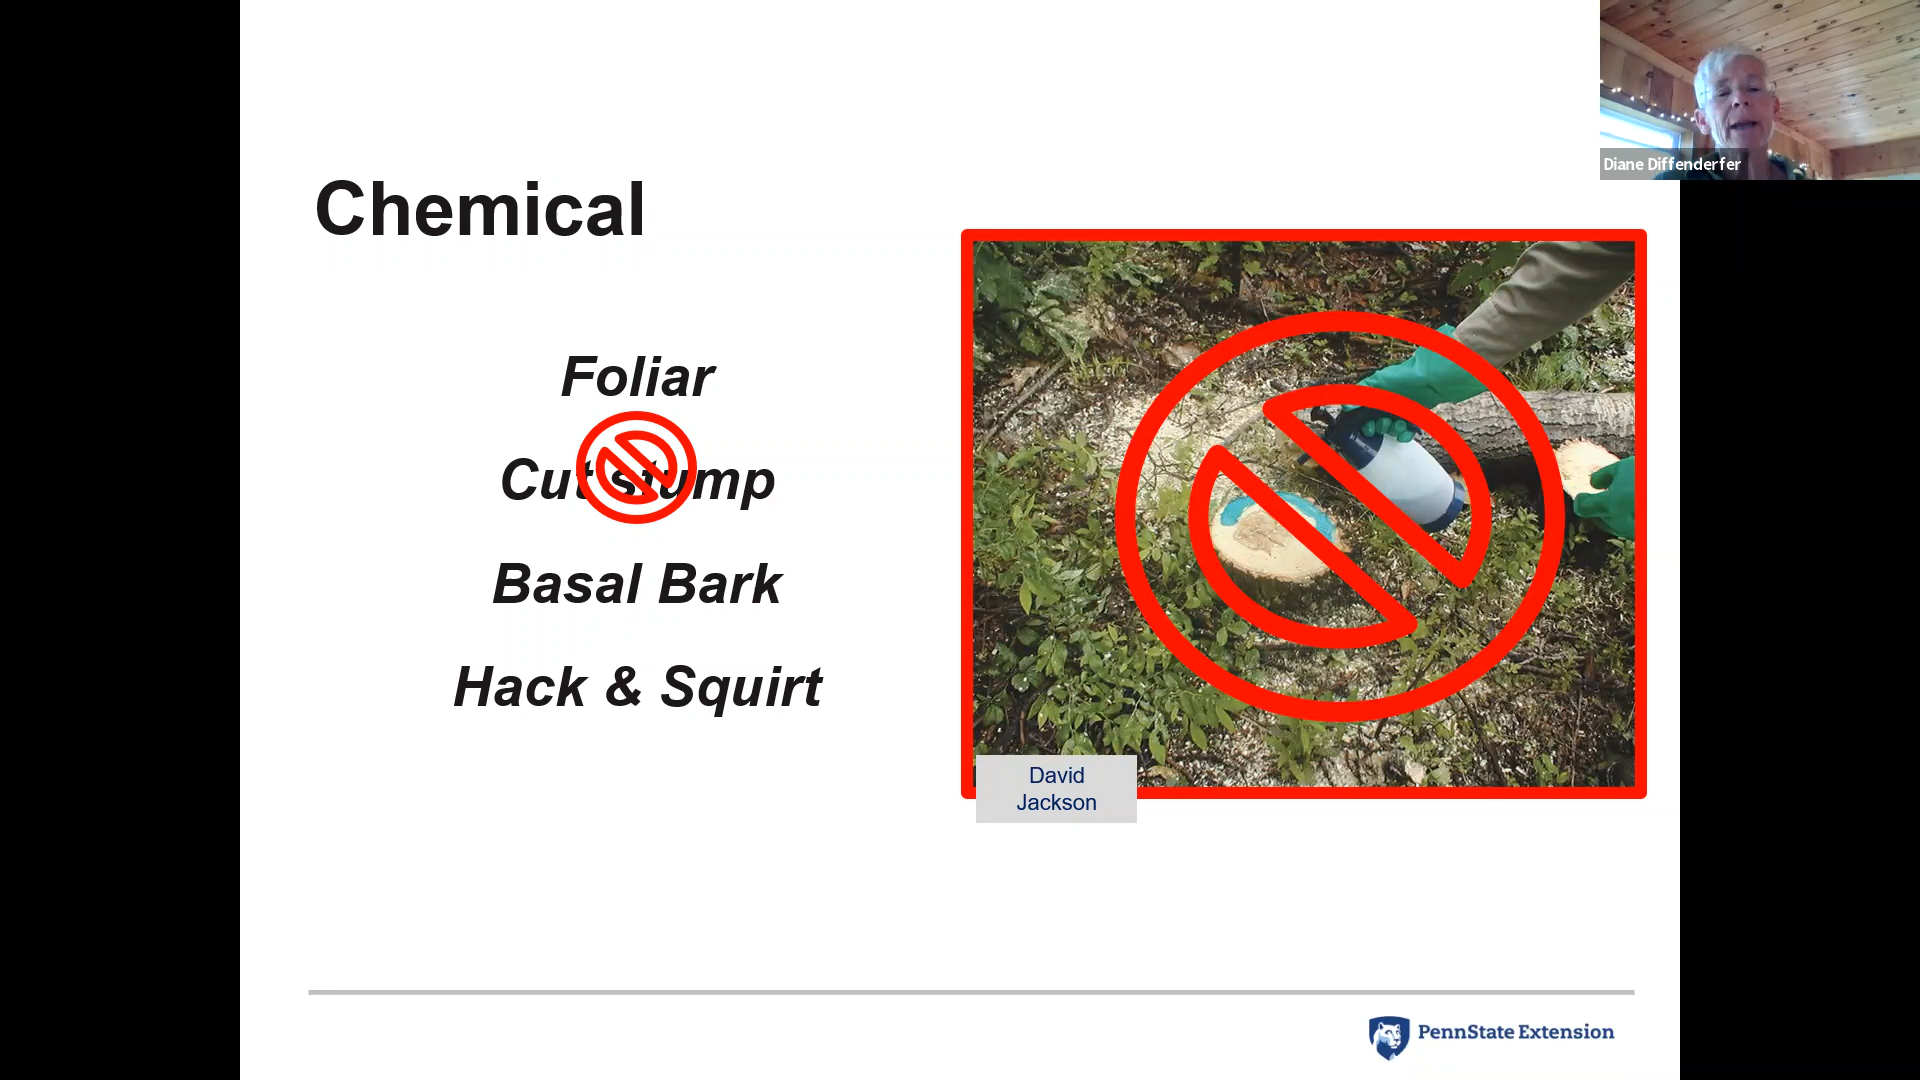 Diane Diffenderfer
Chemical
Foliar
Cut stump
Basal Bark
Hack & Squirt
David
Jackson
PennState Extension